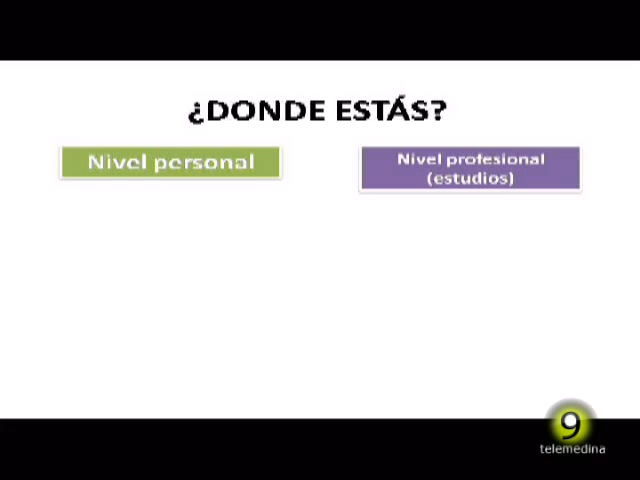 ¿DONDE ESTÁS?
Nivel personal
Nivel profesional
(estudios)
9
telemedina